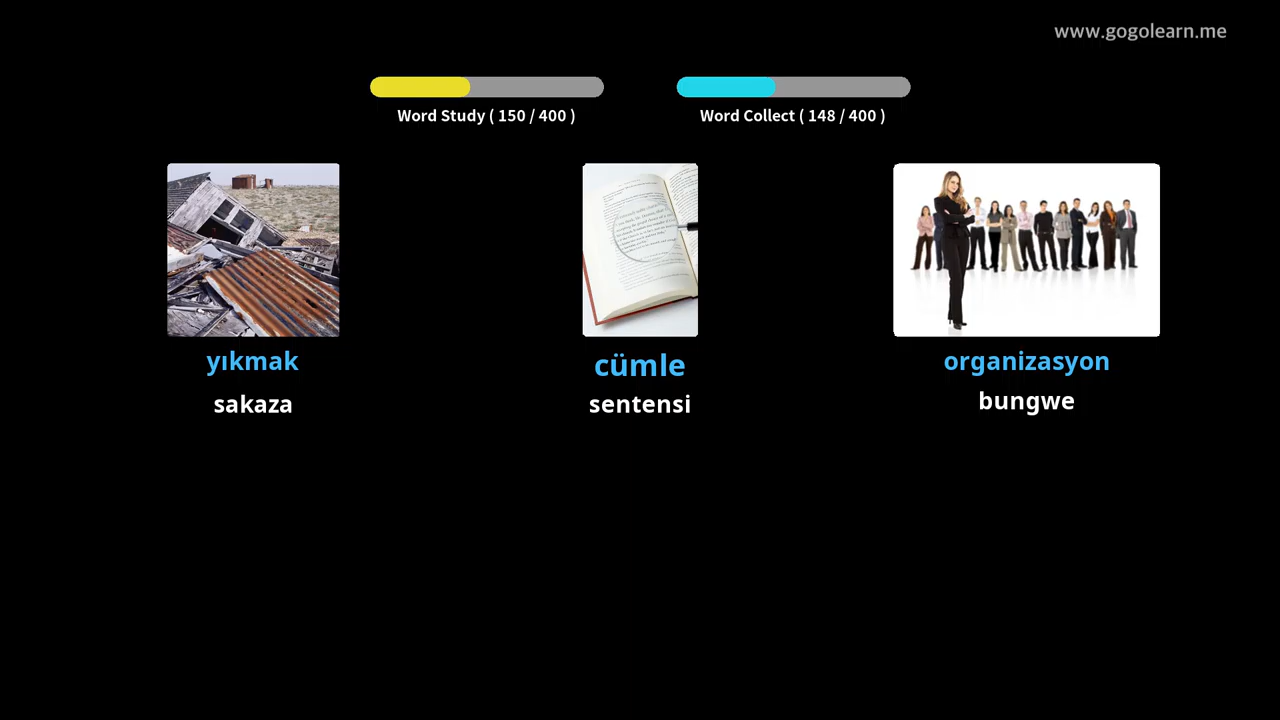 www.gogolearn.me
Word Study ( 150 / 400 )
Word Collect ( 148 / 400 )
yıkmak
sakaza
cümle
sentensi
organizasyon
bungwe